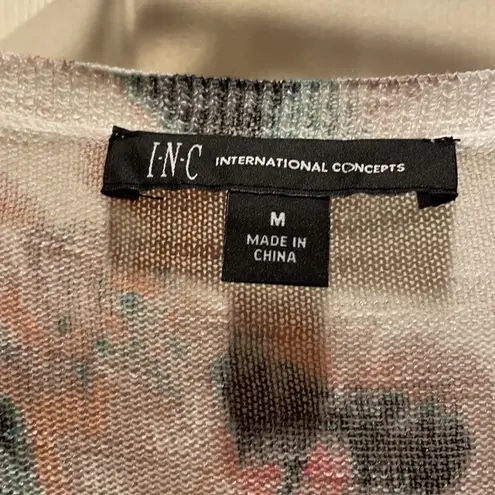 I·N·C INTERNATIONAL CONCEPTS
M
MADE IN
CHINA